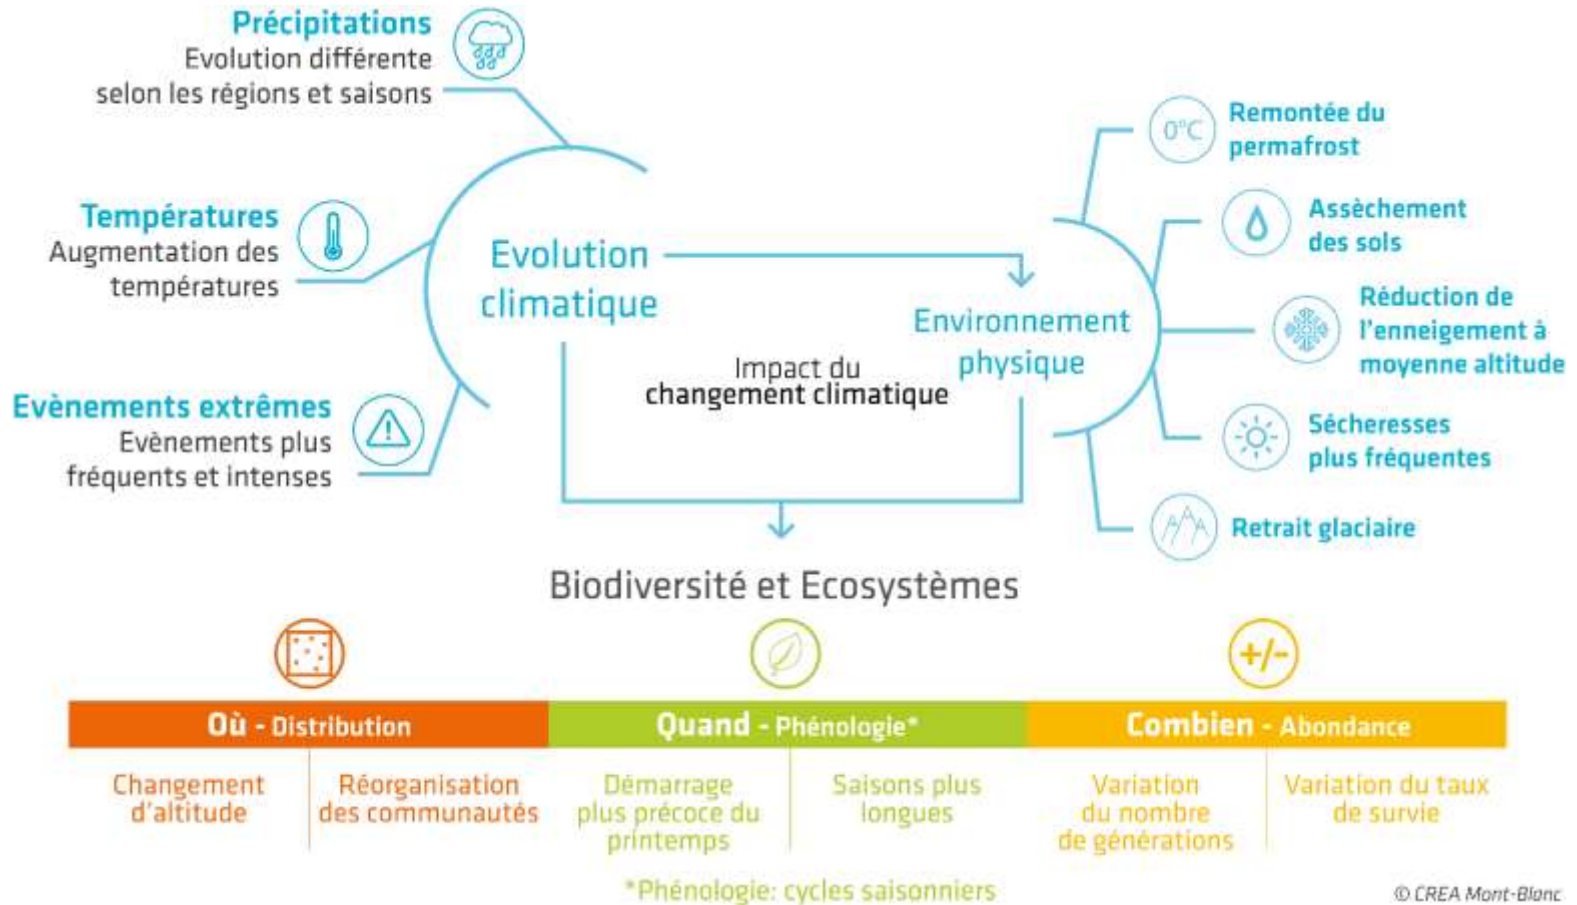 Précipitations
Evolution différente
selon les régions et saisons
Températures
Augmentation des
températures
Evènements extrêmes
Evènements plus
fréquents et intenses
Evolution
climatique
Impact du
changement climatique
Environnement
physique
0°C
Remontée du
permafrost
Assèchement
des sols
Réduction de
l'enneigement à
moyenne altitude
Sécheresses
plus fréquentes
Retrait glaciaire
Biodiversité et Ecosystèmes
+/-
Où - Distribution
Changement
d'altitude
Réorganisation
des communautés
Quand - Phénologie*
Démarrage
plus précoce du
printemps
Saisons plus
longues
Combien - Abondance
Variation
du nombre
de générations
Variation du taux
de survie
*Phénologie: cycles saisonniers
© CREA Mont-Blanc